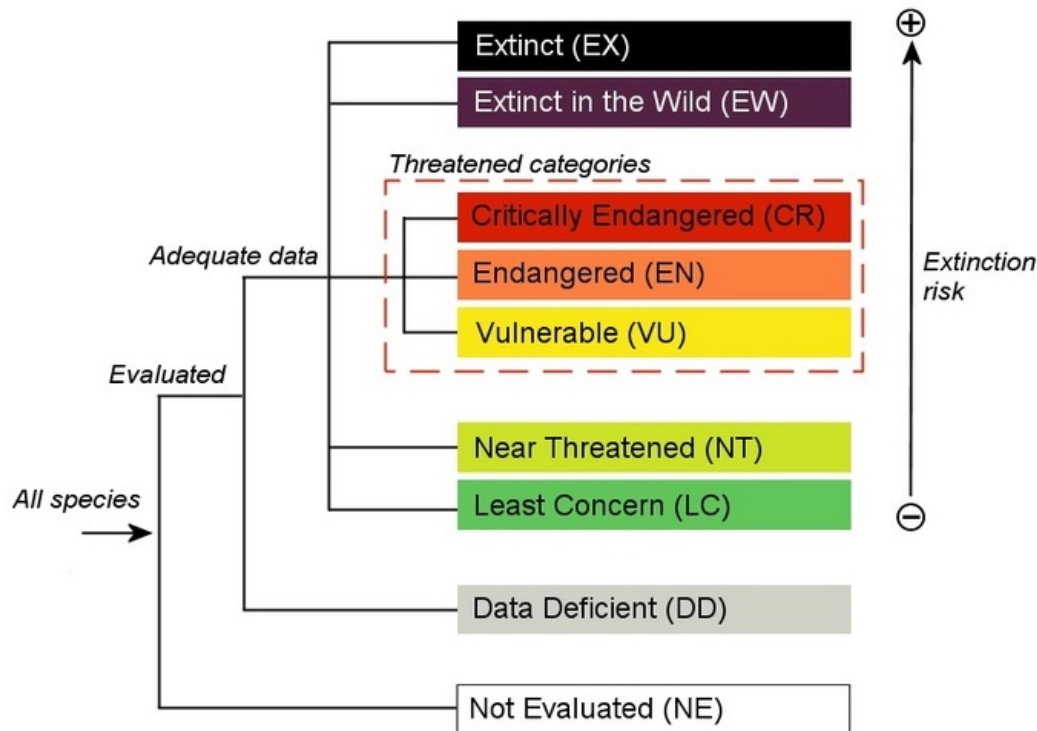 Extinct (EX)
Extinct in the Wild (EW)
Threatened categories
Critically Endangered (CR)
Adequate data
Endangered (EN)
Extinction
risk
Vulnerable (VU)
Evaluated
Near Threatened (NT)
All species
Least Concern (LC)
Data Deficient (DD)
Not Evaluated (NE)